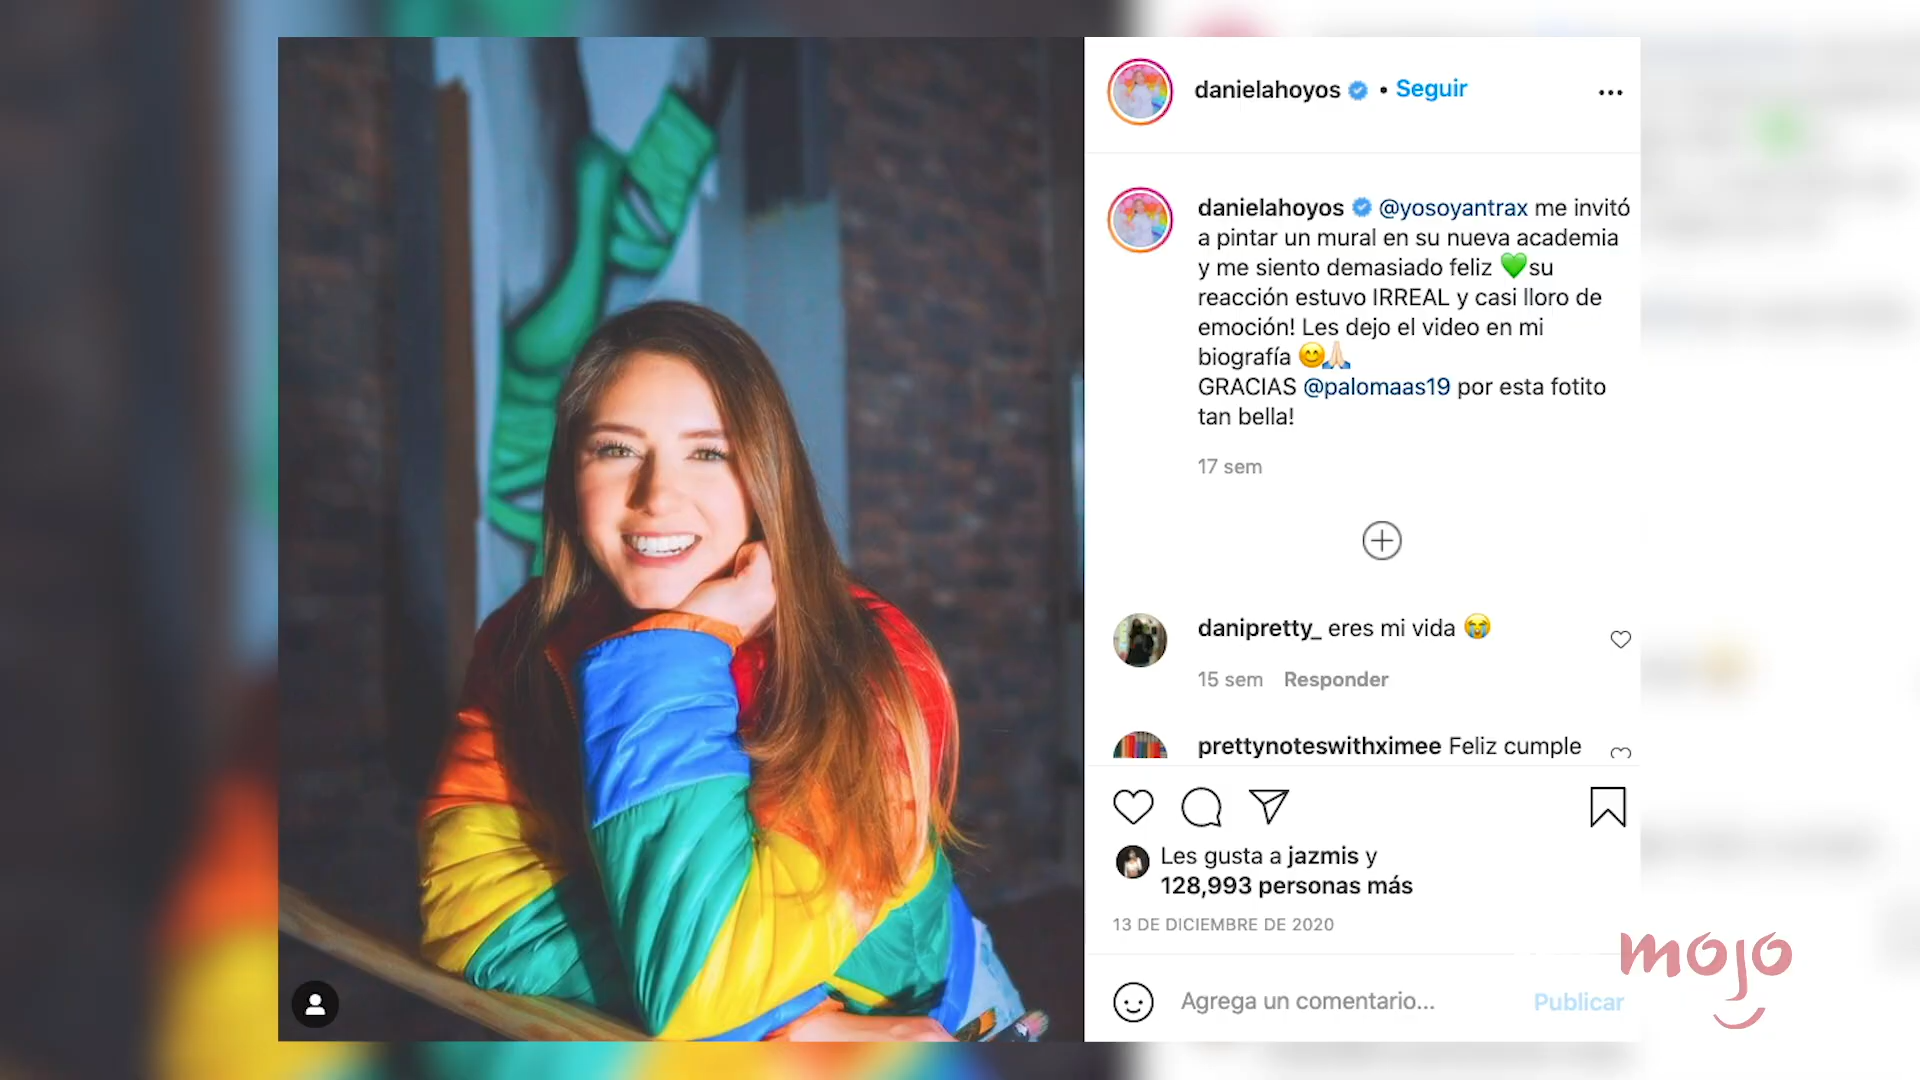 danielahoyos • Seguir
danielahoyos @yosoyantrax me invitó
a pintar un mural en su nueva academia
y me siento demasiado feliz 💚su
reacción estuvo IRREAL y casi lloro de
emoción! Les dejo el video en mi
biografía 😊🙏🏻
GRACIAS @palomaas19 por esta fotito
tan bella!
17 sem
danipretty_ eres mi vida 😭
15 sem Responder
prettynoteswithximee Feliz cumple
Les gusta a jazmis y
128,993 personas más
13 DE DICIEMBRE DE 2020
Agrega un comentario... Publicar
mojo